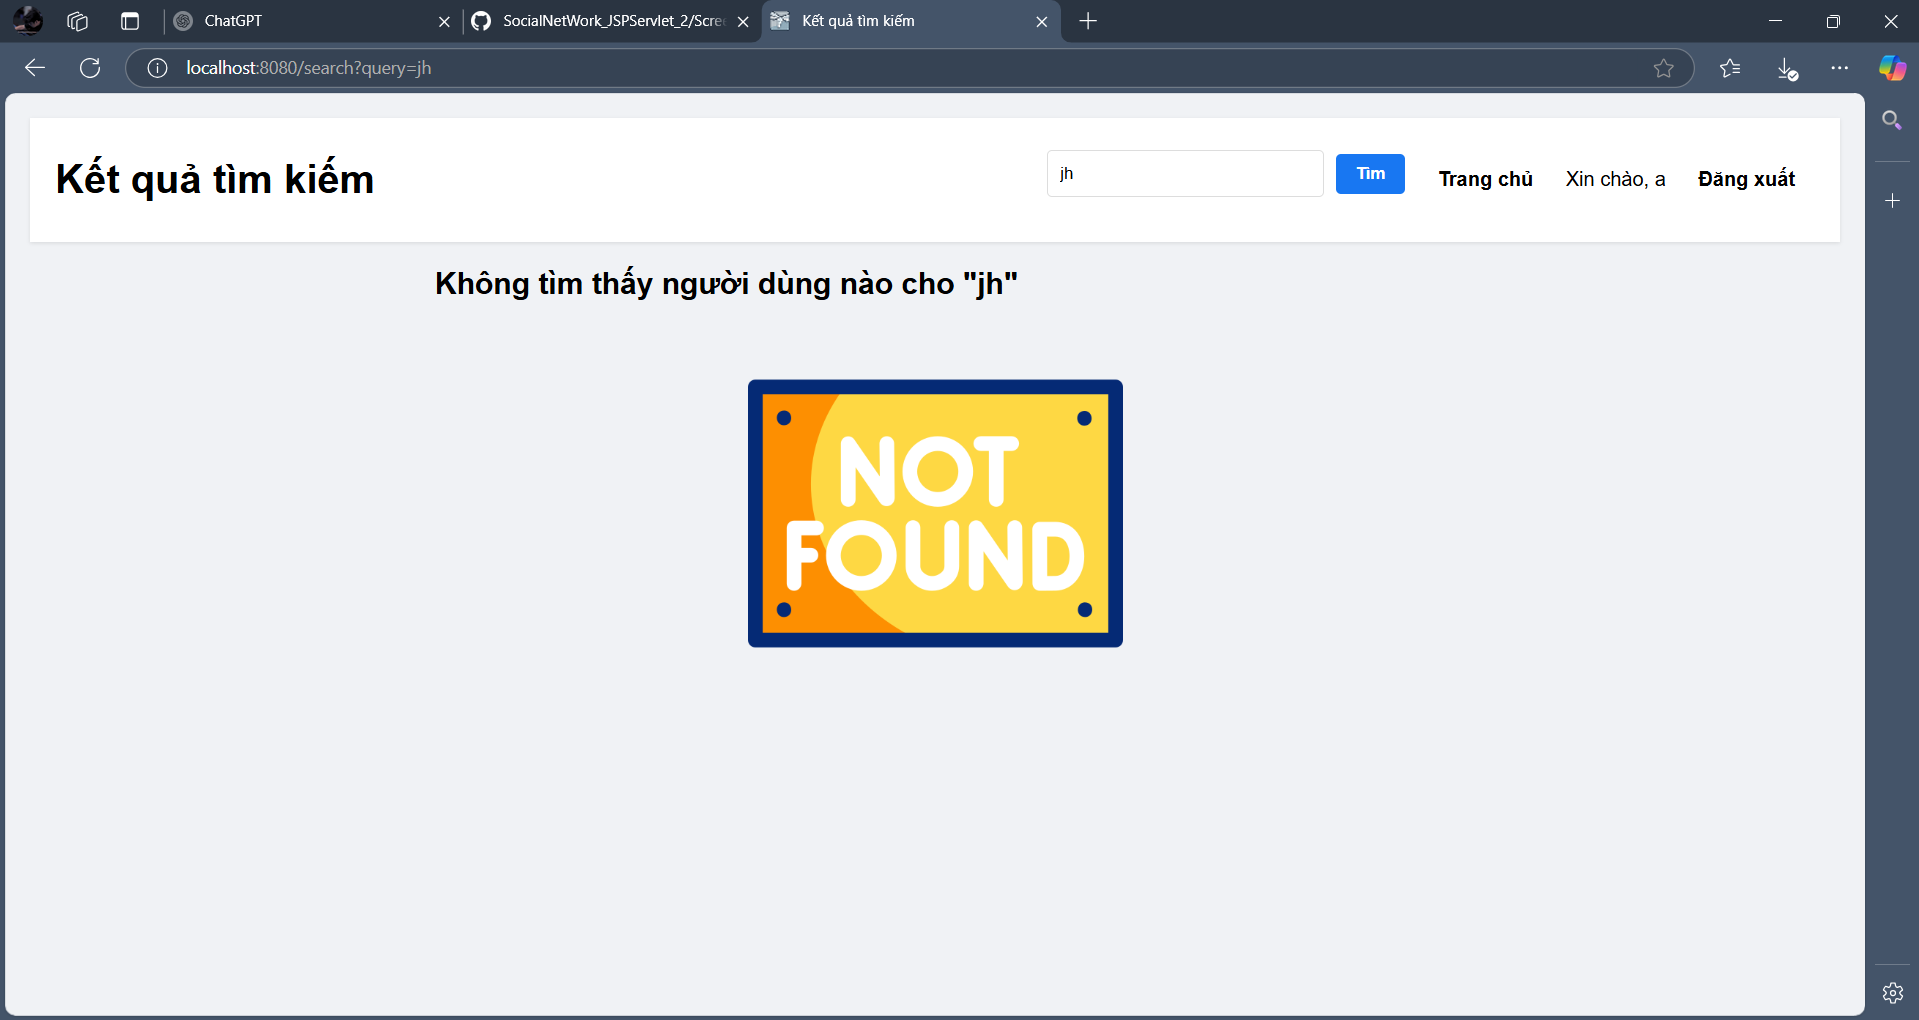 ChatGPT
SocialNetWork_JSPServlet_2/Scre
Kết quả tìm kiếm
localhost:8080/search?query=jh
Kết quả tìm kiếm
jh
Tìm
Trang chủ
Xin chào, a
Đăng xuất
Không tìm thấy người dùng nào cho "jh"
NOT
FOUND